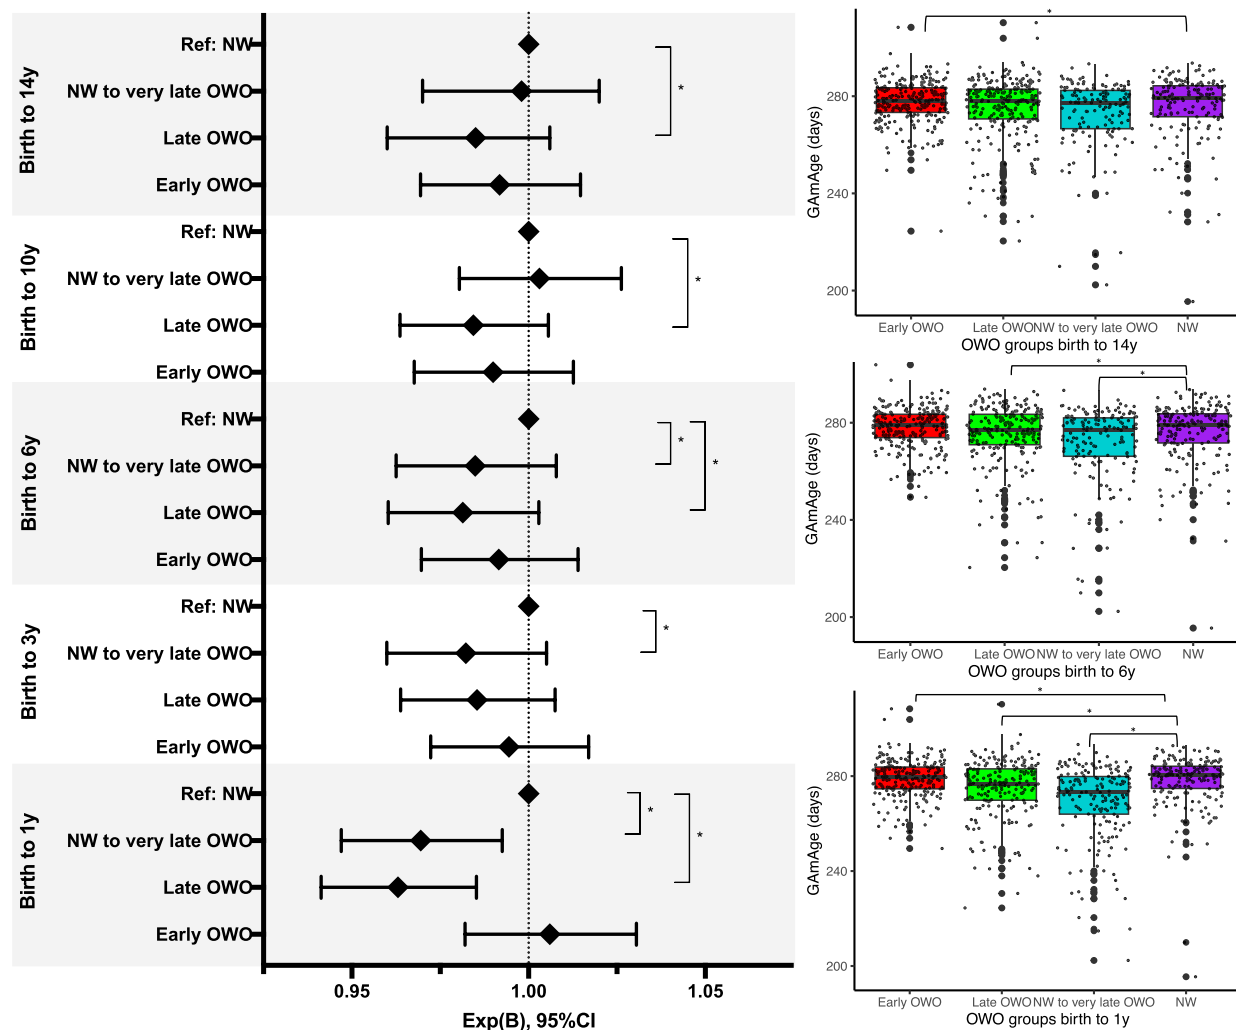 Birth to 14y
Ref: NW
NW to very late OWO
Late OWO
Early OWO
*
Birth to 10y
Ref: NW
NW to very late OWO
Late OWO
Early OWO
*
Birth to 6y
Ref: NW
NW to very late OWO
Late OWO
Early OWO
*
*
Birth to 3y
Ref: NW
NW to very late OWO
Late OWO
Early OWO
*
Birth to 1y
Ref: NW
NW to very late OWO
Late OWO
Early OWO
*
*
0.95 1.00 1.05
Exp(B), 95%CI
*
GAmAge (days)
280
240
200
Early OWO Late OWO NW to very late OWO NW
OWO groups birth to 14y
*
*
GAmAge (days)
280
240
200
Early OWO Late OWO NW to very late OWO NW
OWO groups birth to 6y
*
*
*
GAmAge (days)
280
240
200
Early OWO Late OWO NW to very late OWO NW
OWO groups birth to 1y